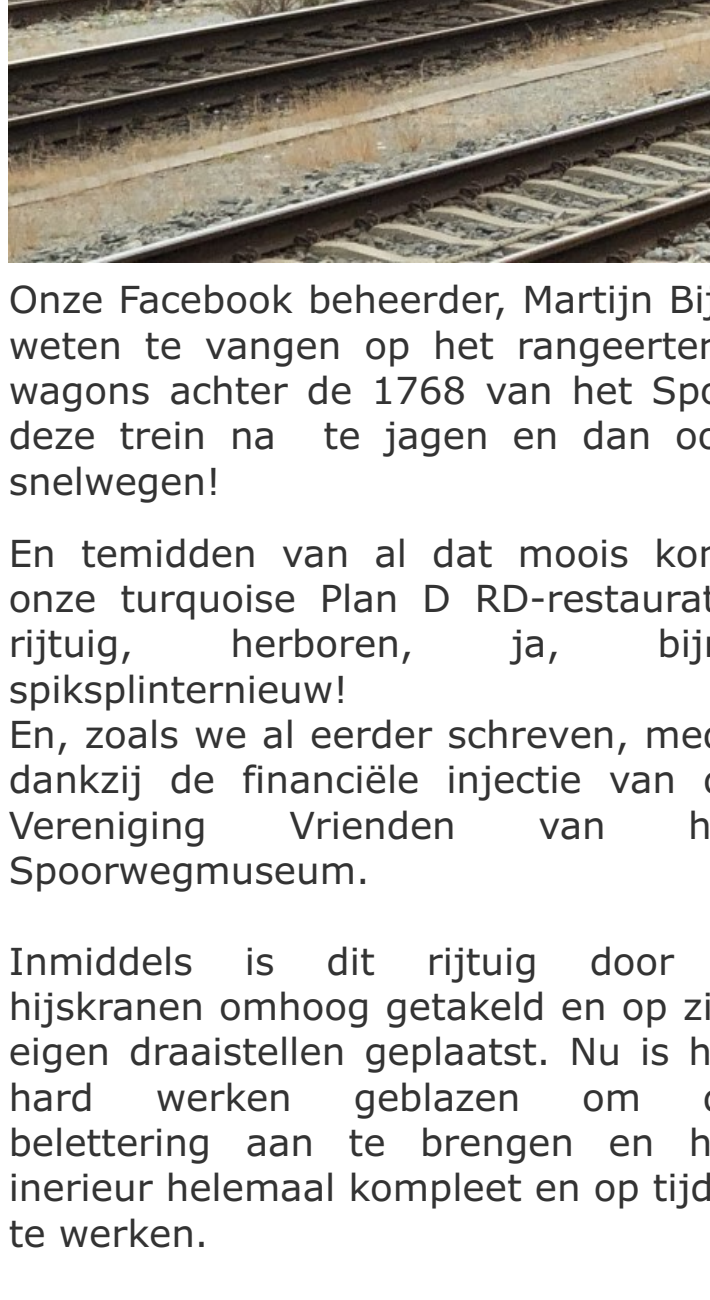 Onze Facebook beheerder, Martijn
weten te vangen op het
wagons achter de 1768 van het
deze trein na te jagen en dan
snelwegen!
En temidden van al dat moois
onze turquoise Plan D
rijtuig, herboren, ja,
spiksplinternieuw!
En, zoals we al eerder schreven,
dankzij de financiële injectie van
Vereniging Vrienden van
Spoorwegmuseum.
Inmiddels is dit rijtuig door
hijskranen omhoog getakeld en op
eigen draaistellen geplaatst. Nu is
hard werken geblazen om
belettering aan te brengen en
inerieur helemaal kompleet en op
te werken.